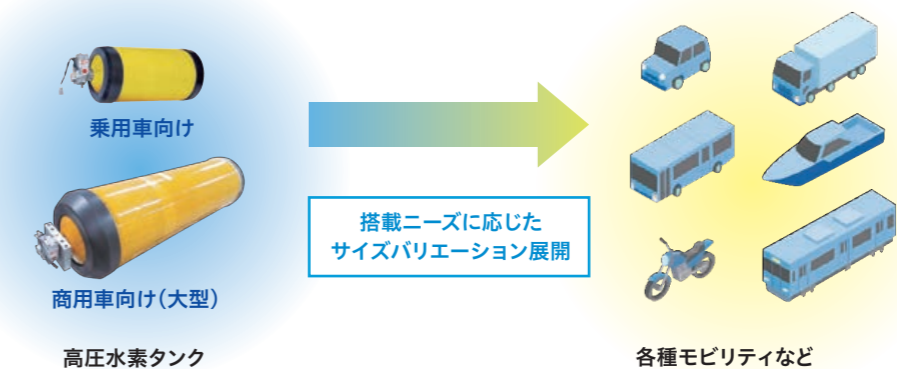 乗用車向け
商用車向け(大型)
高圧水素タンク
搭載ニーズに応じた
サイズバリエーション展開
各種モビリティなど